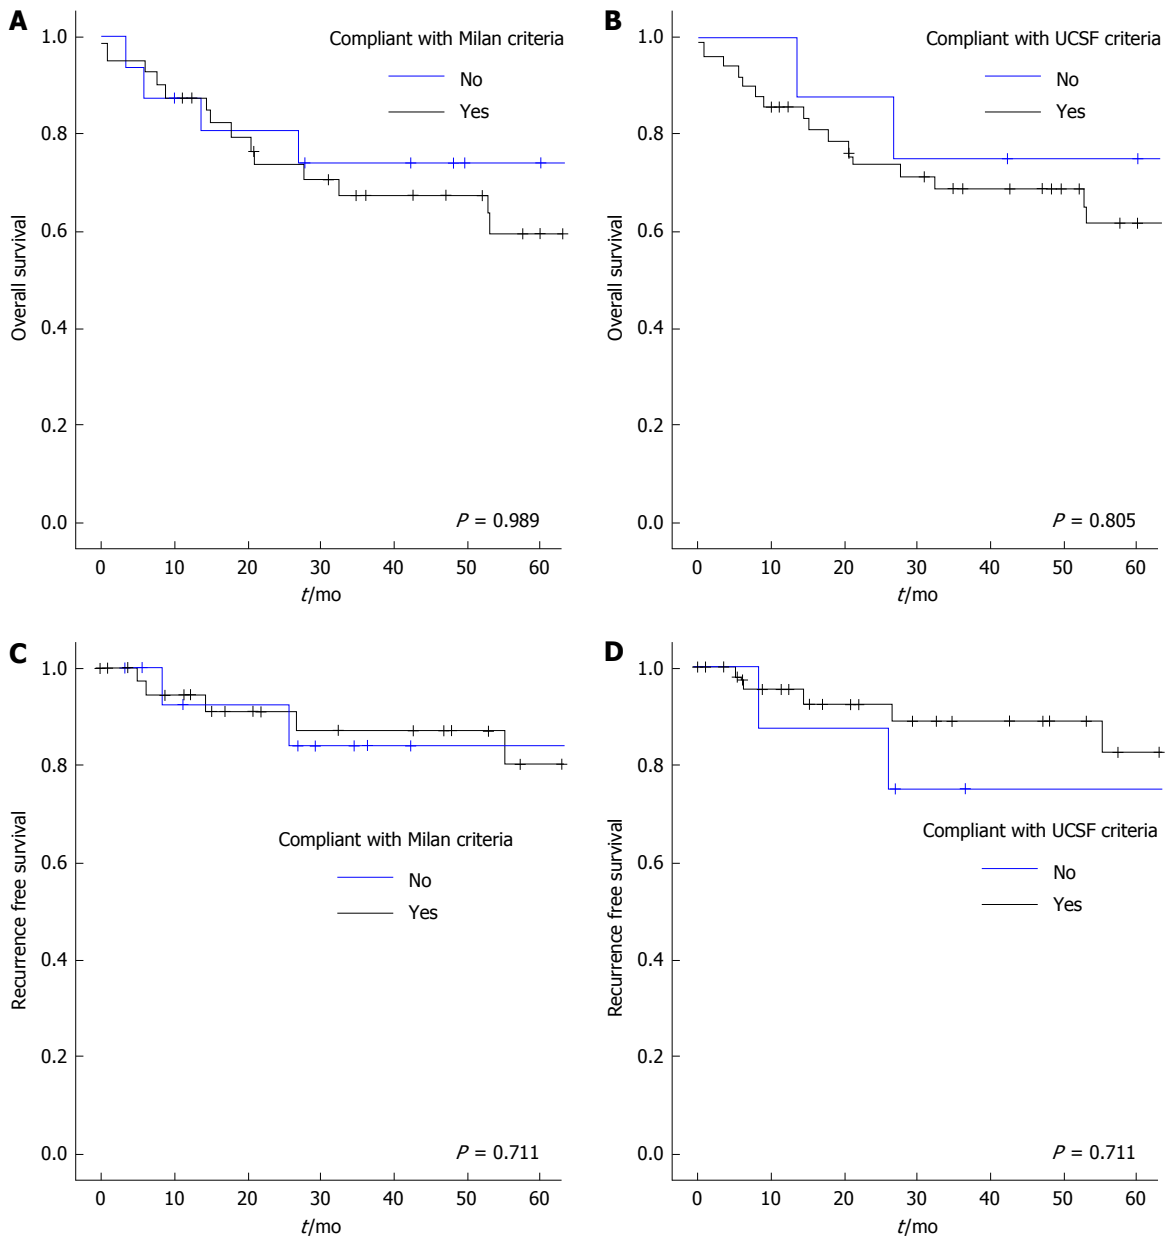 A
Compliant with Milan criteria
No
Yes
1.0
0.8
0.6
0.4
0.2
0.0
Overall survival
P = 0.989
0 10 20 30 40 50 60
t/mo
B
Compliant with UCSF criteria
No
Yes
1.0
0.8
0.6
0.4
0.2
0.0
Overall survival
P = 0.805
0 10 20 30 40 50 60
t/mo
C
1.0
0.8
0.6
0.4
0.2
0.0
Recurrence free survival
Compliant with Milan criteria
No
Yes
P = 0.711
0 10 20 30 40 50 60
t/mo
D
1.0
0.8
0.6
0.4
0.2
0.0
Recurrence free survival
Compliant with UCSF criteria
No
Yes
P = 0.711
0 10 20 30 40 50 60
t/mo